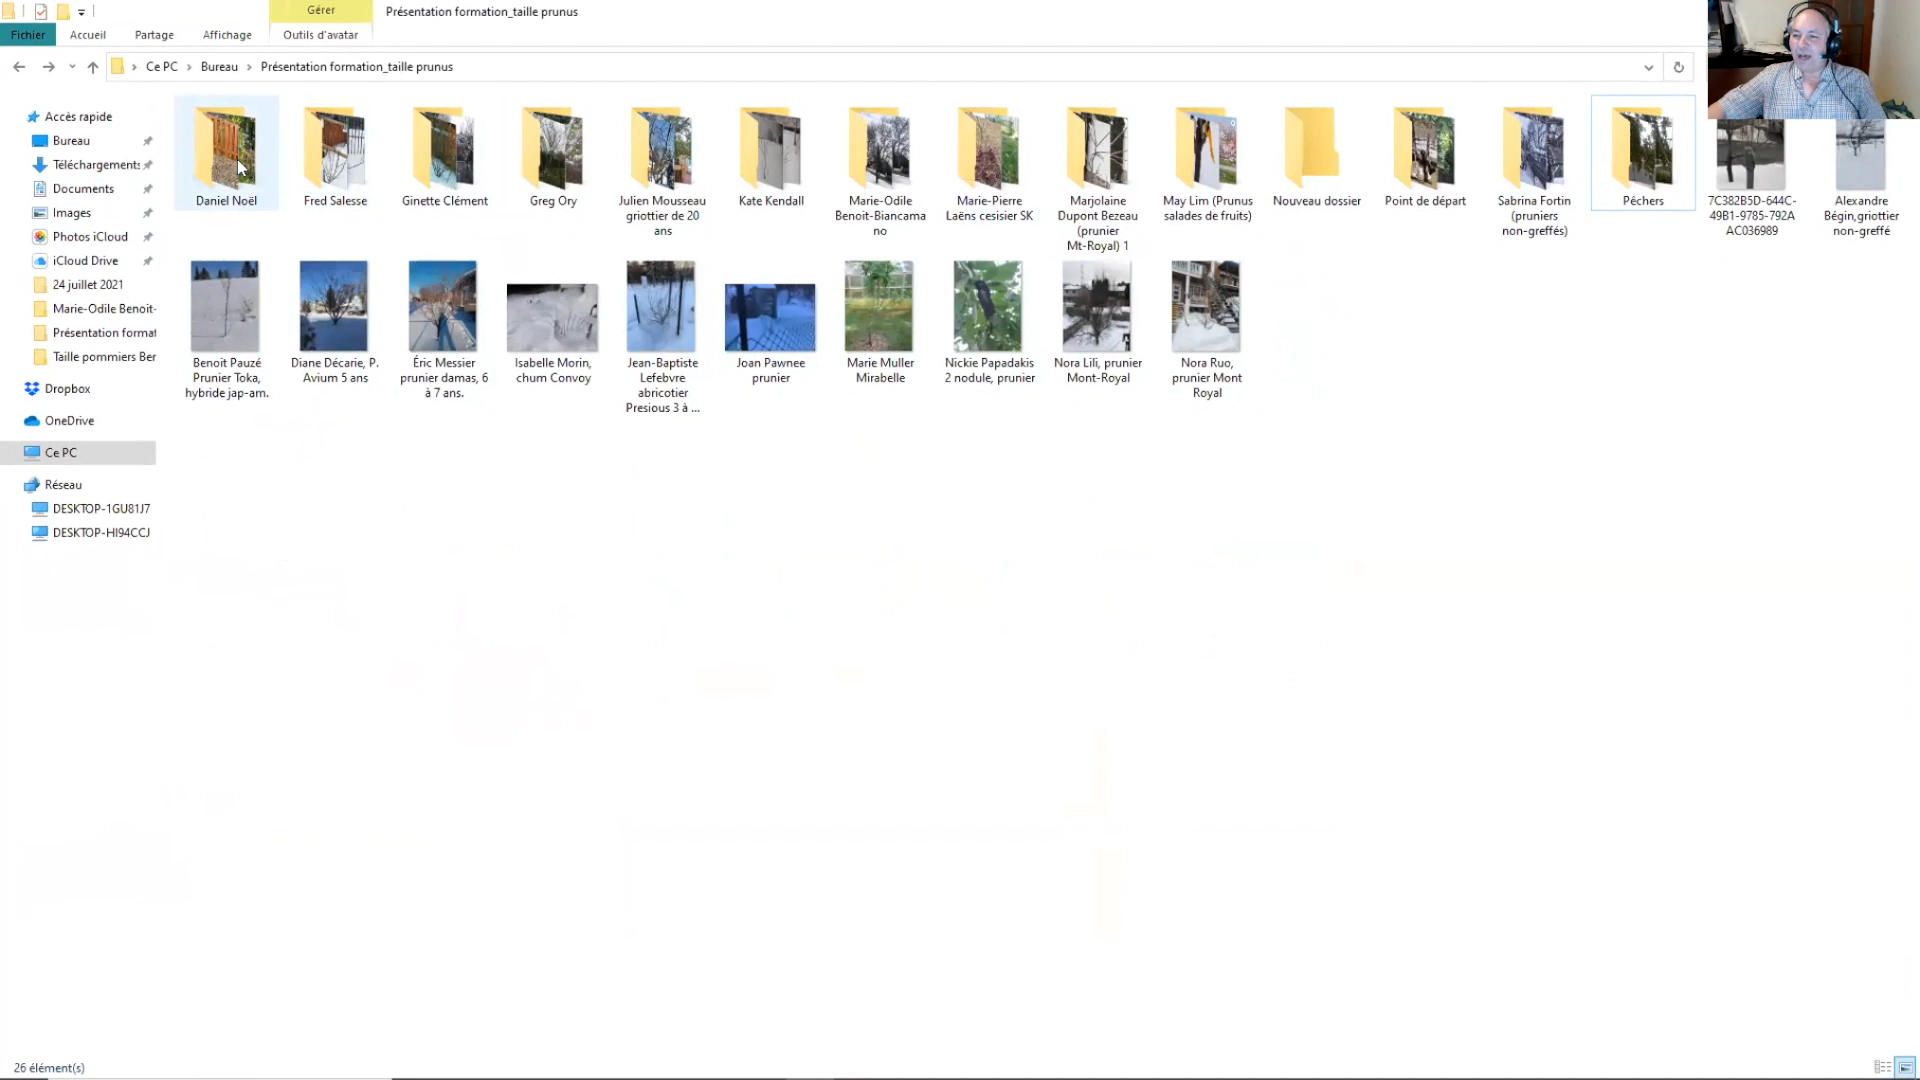 Gérer
Présentation formation_taille prunus
Fichier
Accueil
Partage
Affichage
Outils d'avatar
Ce PC
Bureau
Présentation formation_taille prunus
Accès rapide
Bureau
Téléchargements
Documents
Images
Photos iCloud
iCloud Drive
24 juillet 2021
Marie-Odile Benoit-
Présentation format
Taille pommiers Ber
Dropbox
OneDrive
Ce PC
Réseau
DESKTOP-1GU81J7
DESKTOP-HI94CCJ
Daniel Noël
Fred Salesse
Ginette Clément
Greg Ory
Julien Mousseau
griottier de 20
ans
Kate Kendall
Marie-Odile
Benoit-Biancama
no
Marie-Pierre
Laëns cesisier SK
Marjolaine
Dupont Bezeau
(prunier
Mt-Royal) 1
May Lim (Prunus
salades de fruits)
Nouveau dossier
Point de départ
Sabrina Fortin
(pruniers
non-greffés)
Pêchers
7C382B5D-644C-
49B1-9785-792A
AC036989
Alexandre
Bégin,griottier
non-greffé
Benoit Pauzé
Prunier Toka,
hybride jap-am.
Diane Décarie, P.
Avium 5 ans
Éric Messier
prunier damas, 6
à 7 ans.
Isabelle Morin,
chum Convoy
Jean-Baptiste
Lefebvre
abricotier
Presious 3 à ...
Joan Pawnee
prunier
Marie Muller
Mirabelle
Nickie Papadakis
2 nodule, prunier
Nora Lili, prunier
Mont-Royal
Nora Ruo,
prunier Mont
Royal
26 élément(s)